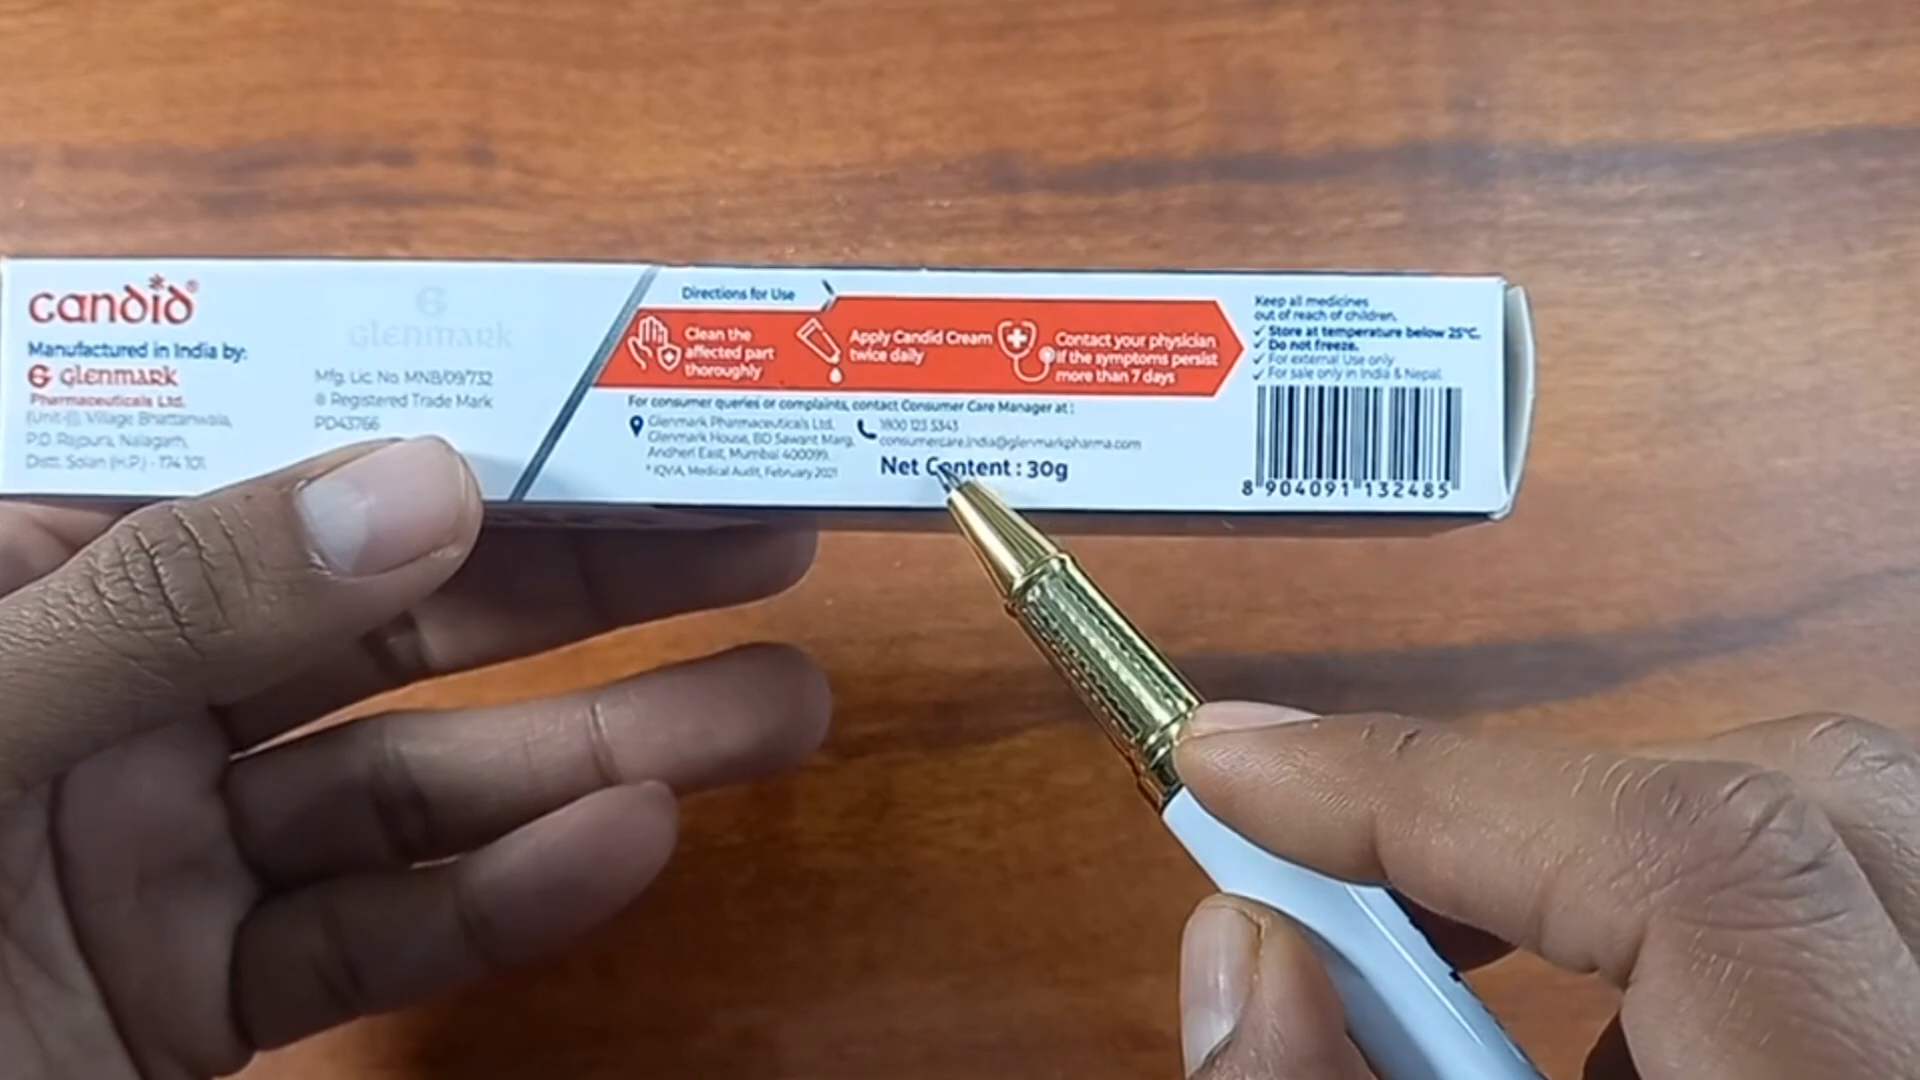 candid®
Manufactured in India by:
G glenmark
Pharmaceuticals Ltd.
(Unit-II), Village Bhattanwala,
P.O. Rajpura, Nalagarh,
Distt. Solan (H.P.) - 174 101.
G
glenmark
Mfg. Lic. No. MNB/09/732
® Registered Trade Mark
PD43766
Directions for Use
Clean the
affected part
thoroughly
Apply Candid Cream
twice daily
Contact your physician
if the symptoms persist
more than 7 days
For consumer queries or complaints, contact Consumer Care Manager at :
Glenmark Pharmaceuticals Ltd.
Glenmark House, BD Sawant Marg,
Andheri East, Mumbai 400099.
* IQVIA, Medical Audit, February 2021
1800 123 5343
consumercare.india@glenmarkpharma.com
Net Content : 30g
Keep all medicines
out of reach of children.
✓ Store at temperature below 25°C.
✓ Do not freeze.
✓ For external Use only
✓ For sale only in India & Nepal.
8 904091 132485